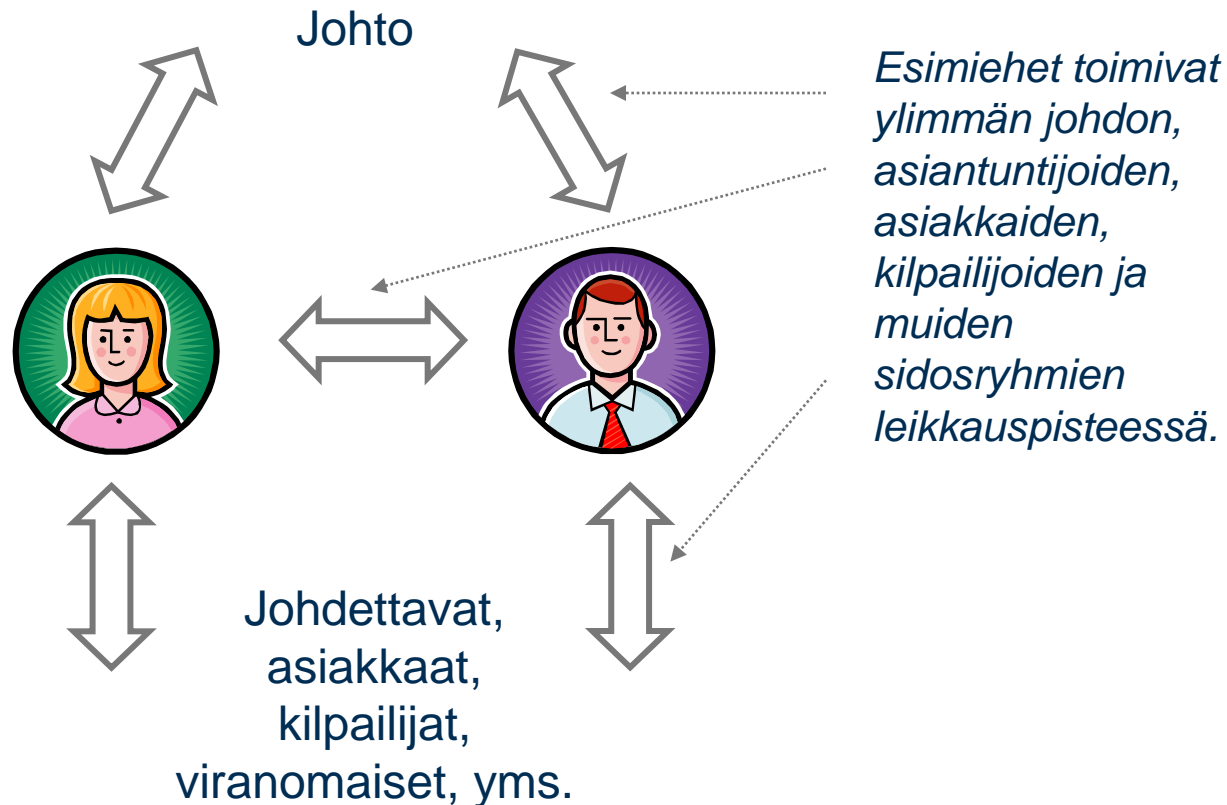 Johto
Esimiehet toimivat
ylimmän johdon,
asiantuntijoiden,
asiakkaiden,
kilpailijoiden ja
muiden
sidosryhmien
leikkauspisteessä.
Johdettavat,
asiakkaat,
kilpailijat,
viranomaiset, yms.